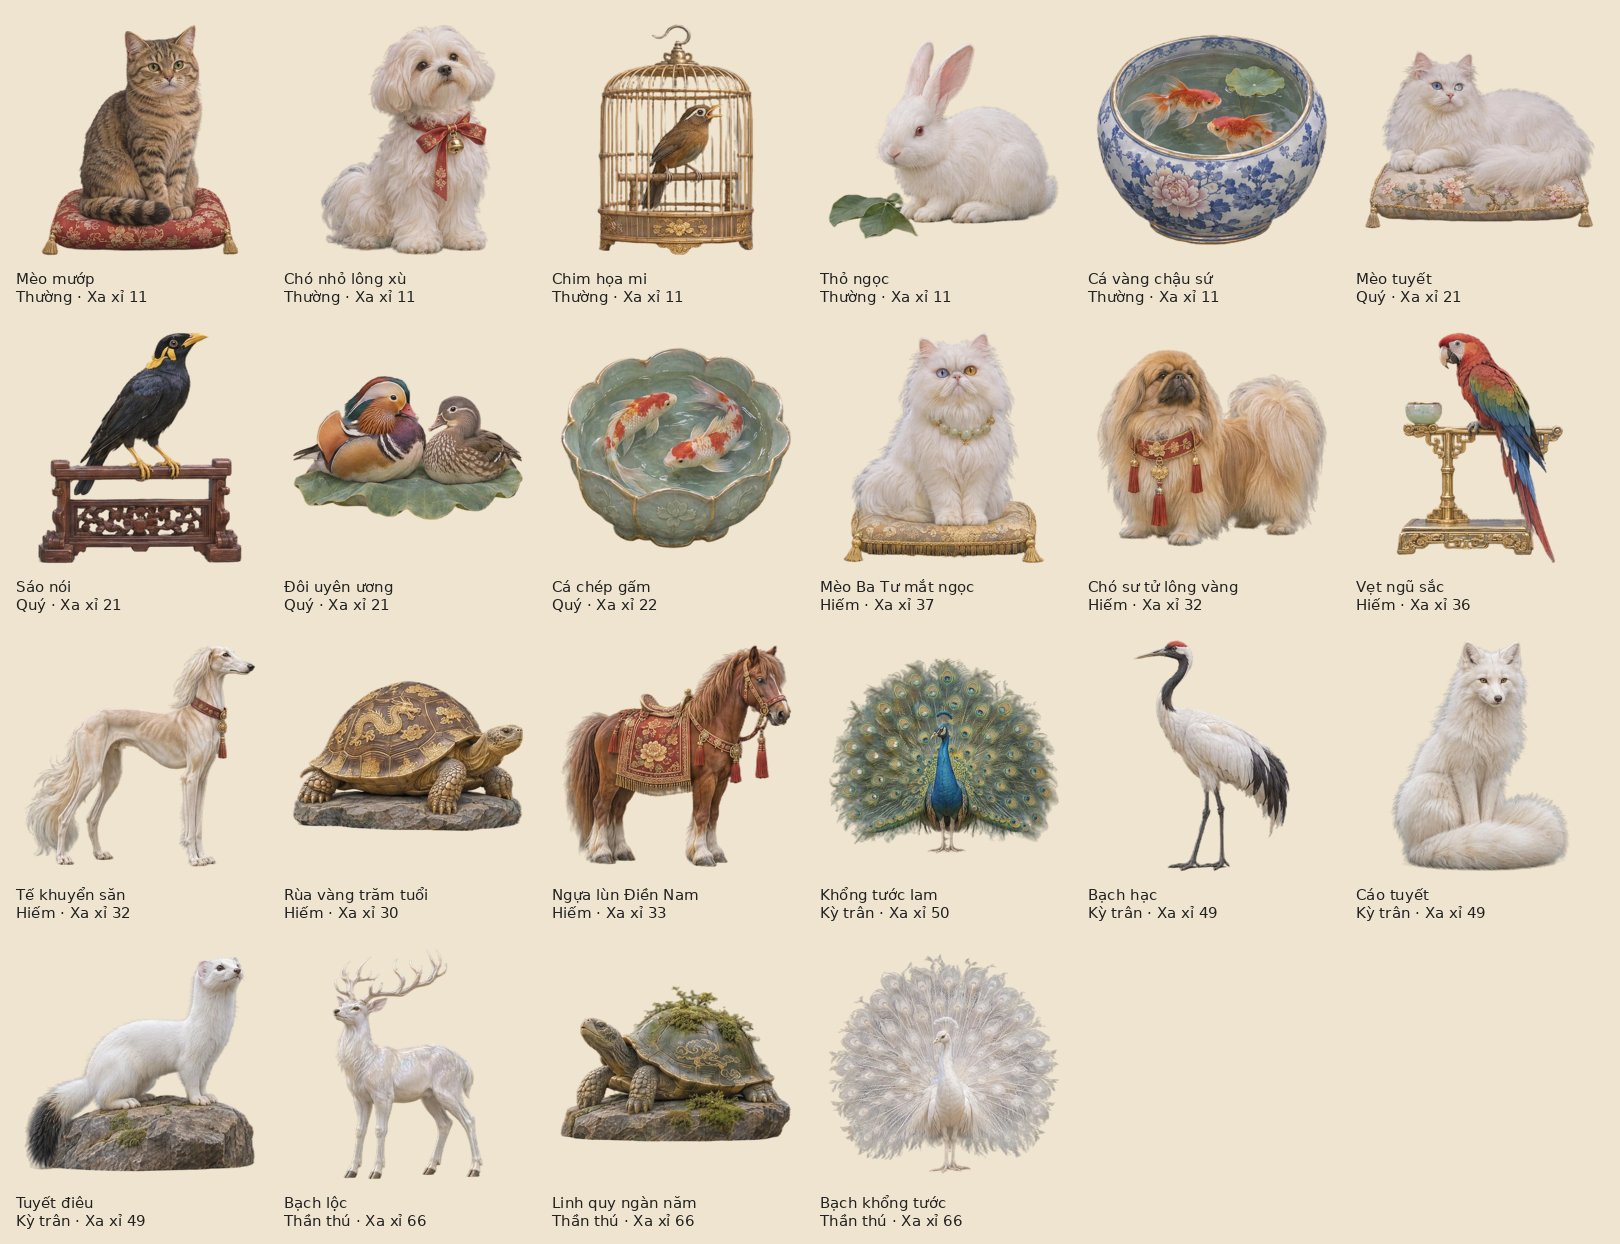 Mèo mướp
Thường · Xa xỉ 11
Chó nhỏ lông xù
Thường · Xa xỉ 11
Chim họa mi
Thường · Xa xỉ 11
Thỏ ngọc
Thường · Xa xỉ 11
Cá vàng chậu sứ
Thường · Xa xỉ 11
Mèo tuyết
Quý · Xa xỉ 21
Sáo nói
Quý · Xa xỉ 21
Đôi uyên ương
Quý · Xa xỉ 21
Cá chép gấm
Quý · Xa xỉ 22
Mèo Ba Tư mắt ngọc
Hiếm · Xa xỉ 37
Chó sư tử lông vàng
Hiếm · Xa xỉ 32
Vẹt ngũ sắc
Hiếm · Xa xỉ 36
Tế khuyển săn
Hiếm · Xa xỉ 32
Rùa vàng trăm tuổi
Hiếm · Xa xỉ 30
Ngựa lùn Điền Nam
Hiếm · Xa xỉ 33
Khổng tước lam
Kỳ trân · Xa xỉ 50
Bạch hạc
Kỳ trân · Xa xỉ 49
Cáo tuyết
Kỳ trân · Xa xỉ 49
Tuyết điêu
Kỳ trân · Xa xỉ 49
Bạch lộc
Thần thú · Xa xỉ 66
Linh quy ngàn năm
Thần thú · Xa xỉ 66
Bạch khổng tước
Thần thú · Xa xỉ 66